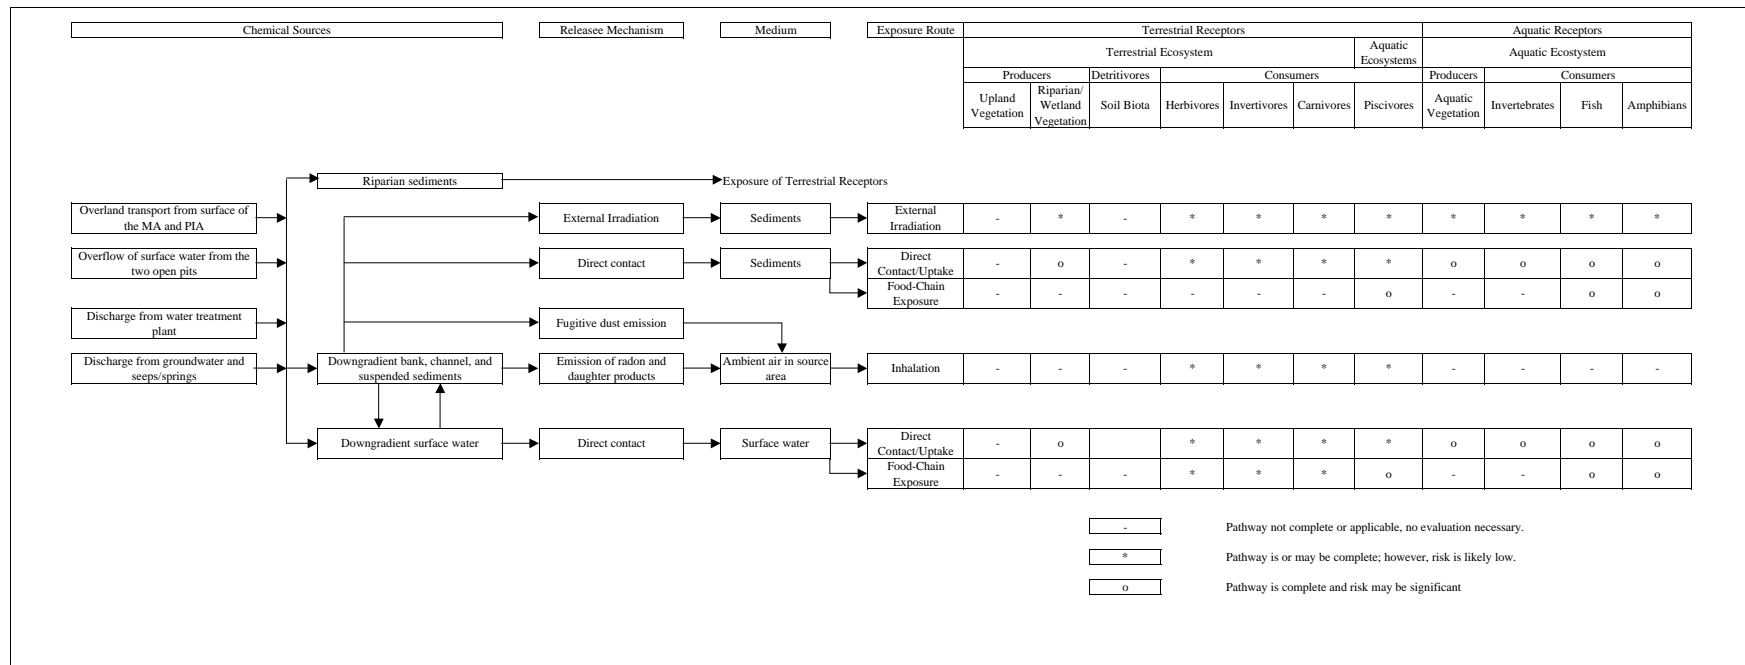 Chemical Sources Releasee Mechanism Medium Exposure Route Terrestrial Receptors Aquatic Receptors
Terrestrial Ecosystem Aquatic Ecosystems Aquatic Ecostystem
Producers Detritivores Consumers Producers Consumers
Upland Vegetation Riparian/ Wetland Vegetation Soil Biota Herbivores Invertivores Carnivores Piscivores Aquatic Vegetation Invertebrates Fish Amphibians
Riparian sediments Exposure of Terrestrial Receptors
Overland transport from surface of the MA and PIA External Irradiation Sediments External Irradiation - * - * * * * * * * *
Overflow of surface water from the two open pits Direct contact Sediments Direct Contact/Uptake - o - * * * * o o o o
Food-Chain Exposure - - - - - - o - - o o
Discharge from water treatment plant Fugitive dust emission
Discharge from groundwater and seeps/springs Downgradient bank, channel, and suspended sediments Emission of radon and daughter products Ambient air in source area Inhalation - - - * * * * - - - -
Downgradient surface water Direct contact Surface water Direct Contact/Uptake - o * * * * o o o o
Food-Chain Exposure - - - * * * o - - o o
- Pathway not complete or applicable, no evaluation necessary.
* Pathway is or may be complete; however, risk is likely low.
o Pathway is complete and risk may be significant